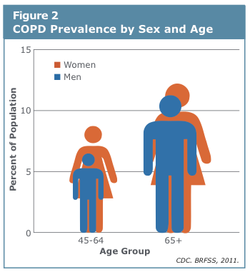 Figure 2
COPD Prevalence by Sex and Age
15
Women
Men
10
Percent of Population
5
0
45-64
65+
Age Group
CDC. BRFSS, 2011.